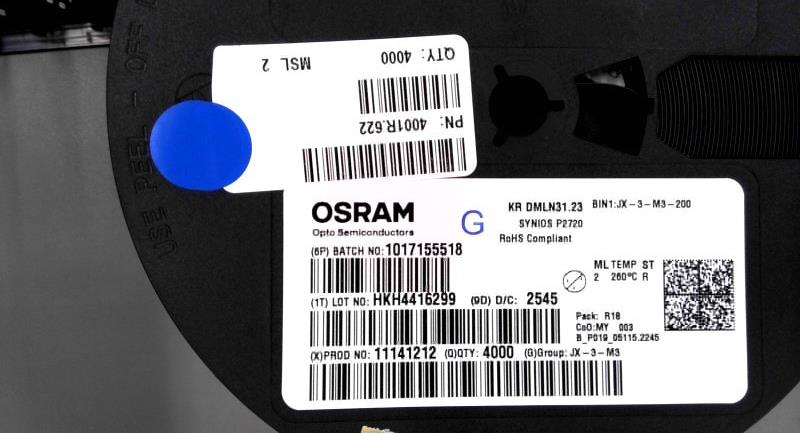 USE PEEL - OFF
QTY: 4000
MSL 2
PN: 4001R.622
OSRAM
Opto Semiconductors
G
KR DMLN31.23 BIN1:JX-3-M3-200
SYNIOS P2720
RoHS Compliant
(6P) BATCH NO:1017155518
ML TEMP ST
2 260°C R
(1T) LOT NO: HKH4416299 (9D) D/C: 2545
Pack: R18
CoO:MY 003
B_P019_05115.2245
(X)PROD NO: 11141212 (Q)QTY: 4000 (G)Group: JX-3-M3